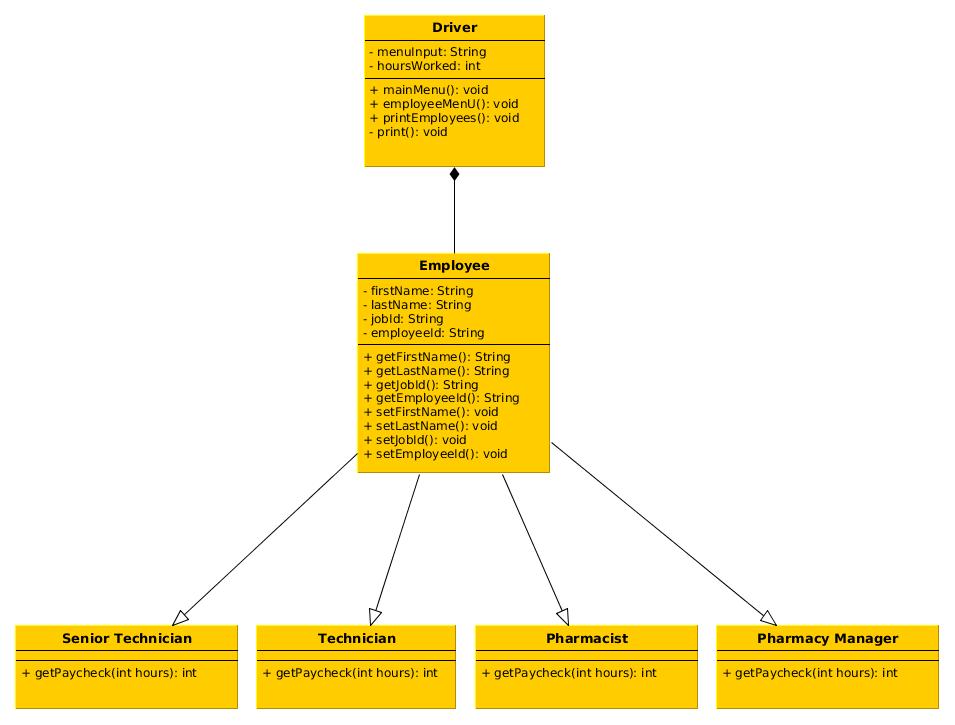 Driver
- menuInput: String
- hoursWorked: int
+ mainMenu(): void
+ employeeMenU(): void
+ printEmployees(): void
- print(): void
Employee
- firstName: String
- lastName: String
- jobId: String
- employeeId: String
+ getFirstName(): String
+ getLastName(): String
+ getJobId(): String
+ getEmployeeId(): String
+ setFirstName(): void
+ setLastName(): void
+ setJobId(): void
+ setEmployeeId(): void
Senior Technician
+ getPaycheck(int hours): int
Technician
+ getPaycheck(int hours): int
Pharmacist
+ getPaycheck(int hours): int
Pharmacy Manager
+ getPaycheck(int hours): int